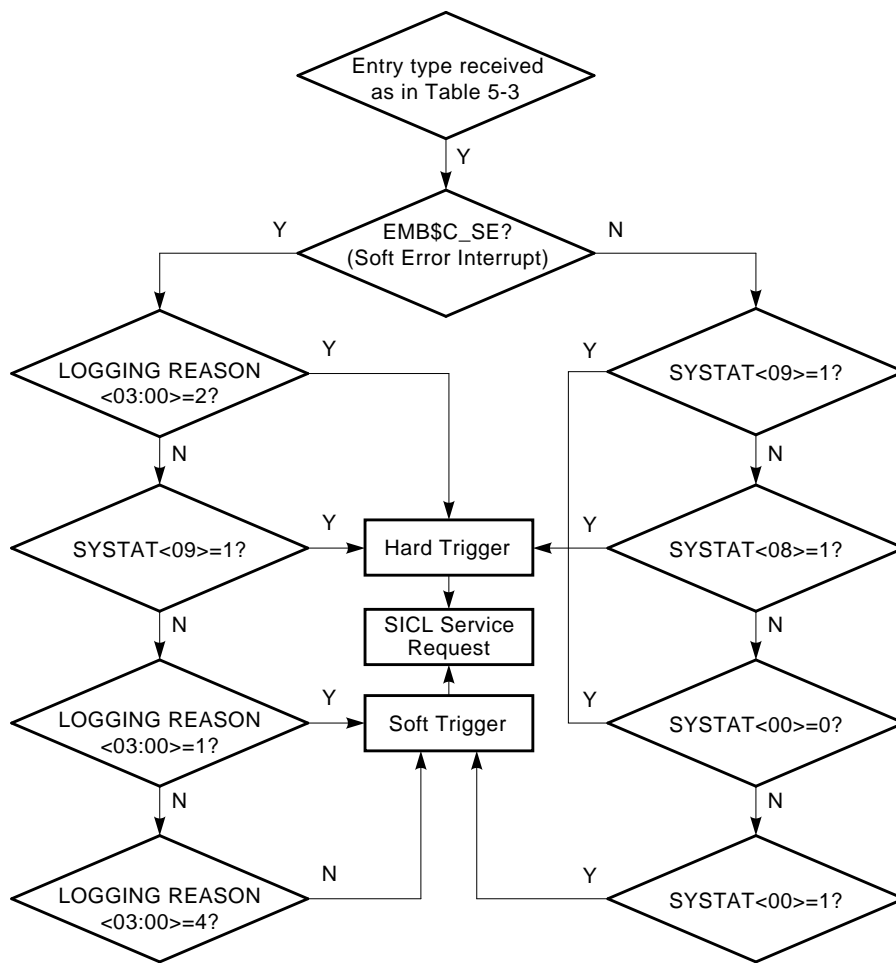 Entry type received
as in Table 5-3
Y
EMB$C_SE?
(Soft Error Interrupt)
Y
N
LOGGING REASON
<03:00>=2?
Y
N
SYSTAT<09>=1?
Y
N
LOGGING REASON
<03:00>=1?
Y
N
LOGGING REASON
<03:00>=4?
N
Hard Trigger
SICL Service
Request
Soft Trigger
Y
SYSTAT<09>=1?
N
Y
SYSTAT<08>=1?
N
Y
SYSTAT<00>=0?
N
Y
SYSTAT<00>=1?